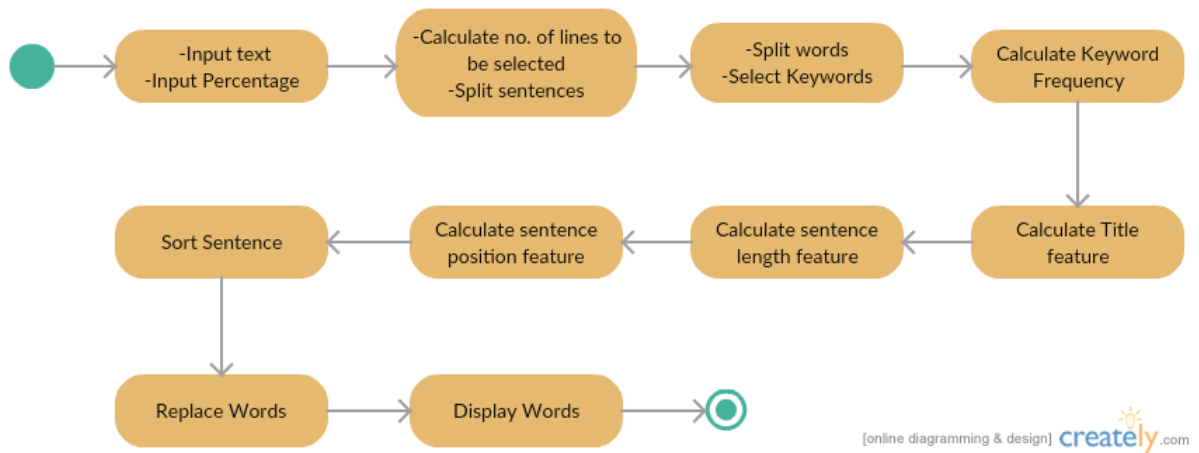 -Input text
-Input Percentage
-Calculate no. of lines to
be selected
-Split sentences
-Split words
-Select Keywords
Calculate Keyword
Frequency
Calculate Title
feature
Calculate sentence
length feature
Calculate sentence
position feature
Sort Sentence
Replace Words
Display Words
[online diagramming & design] creately.com